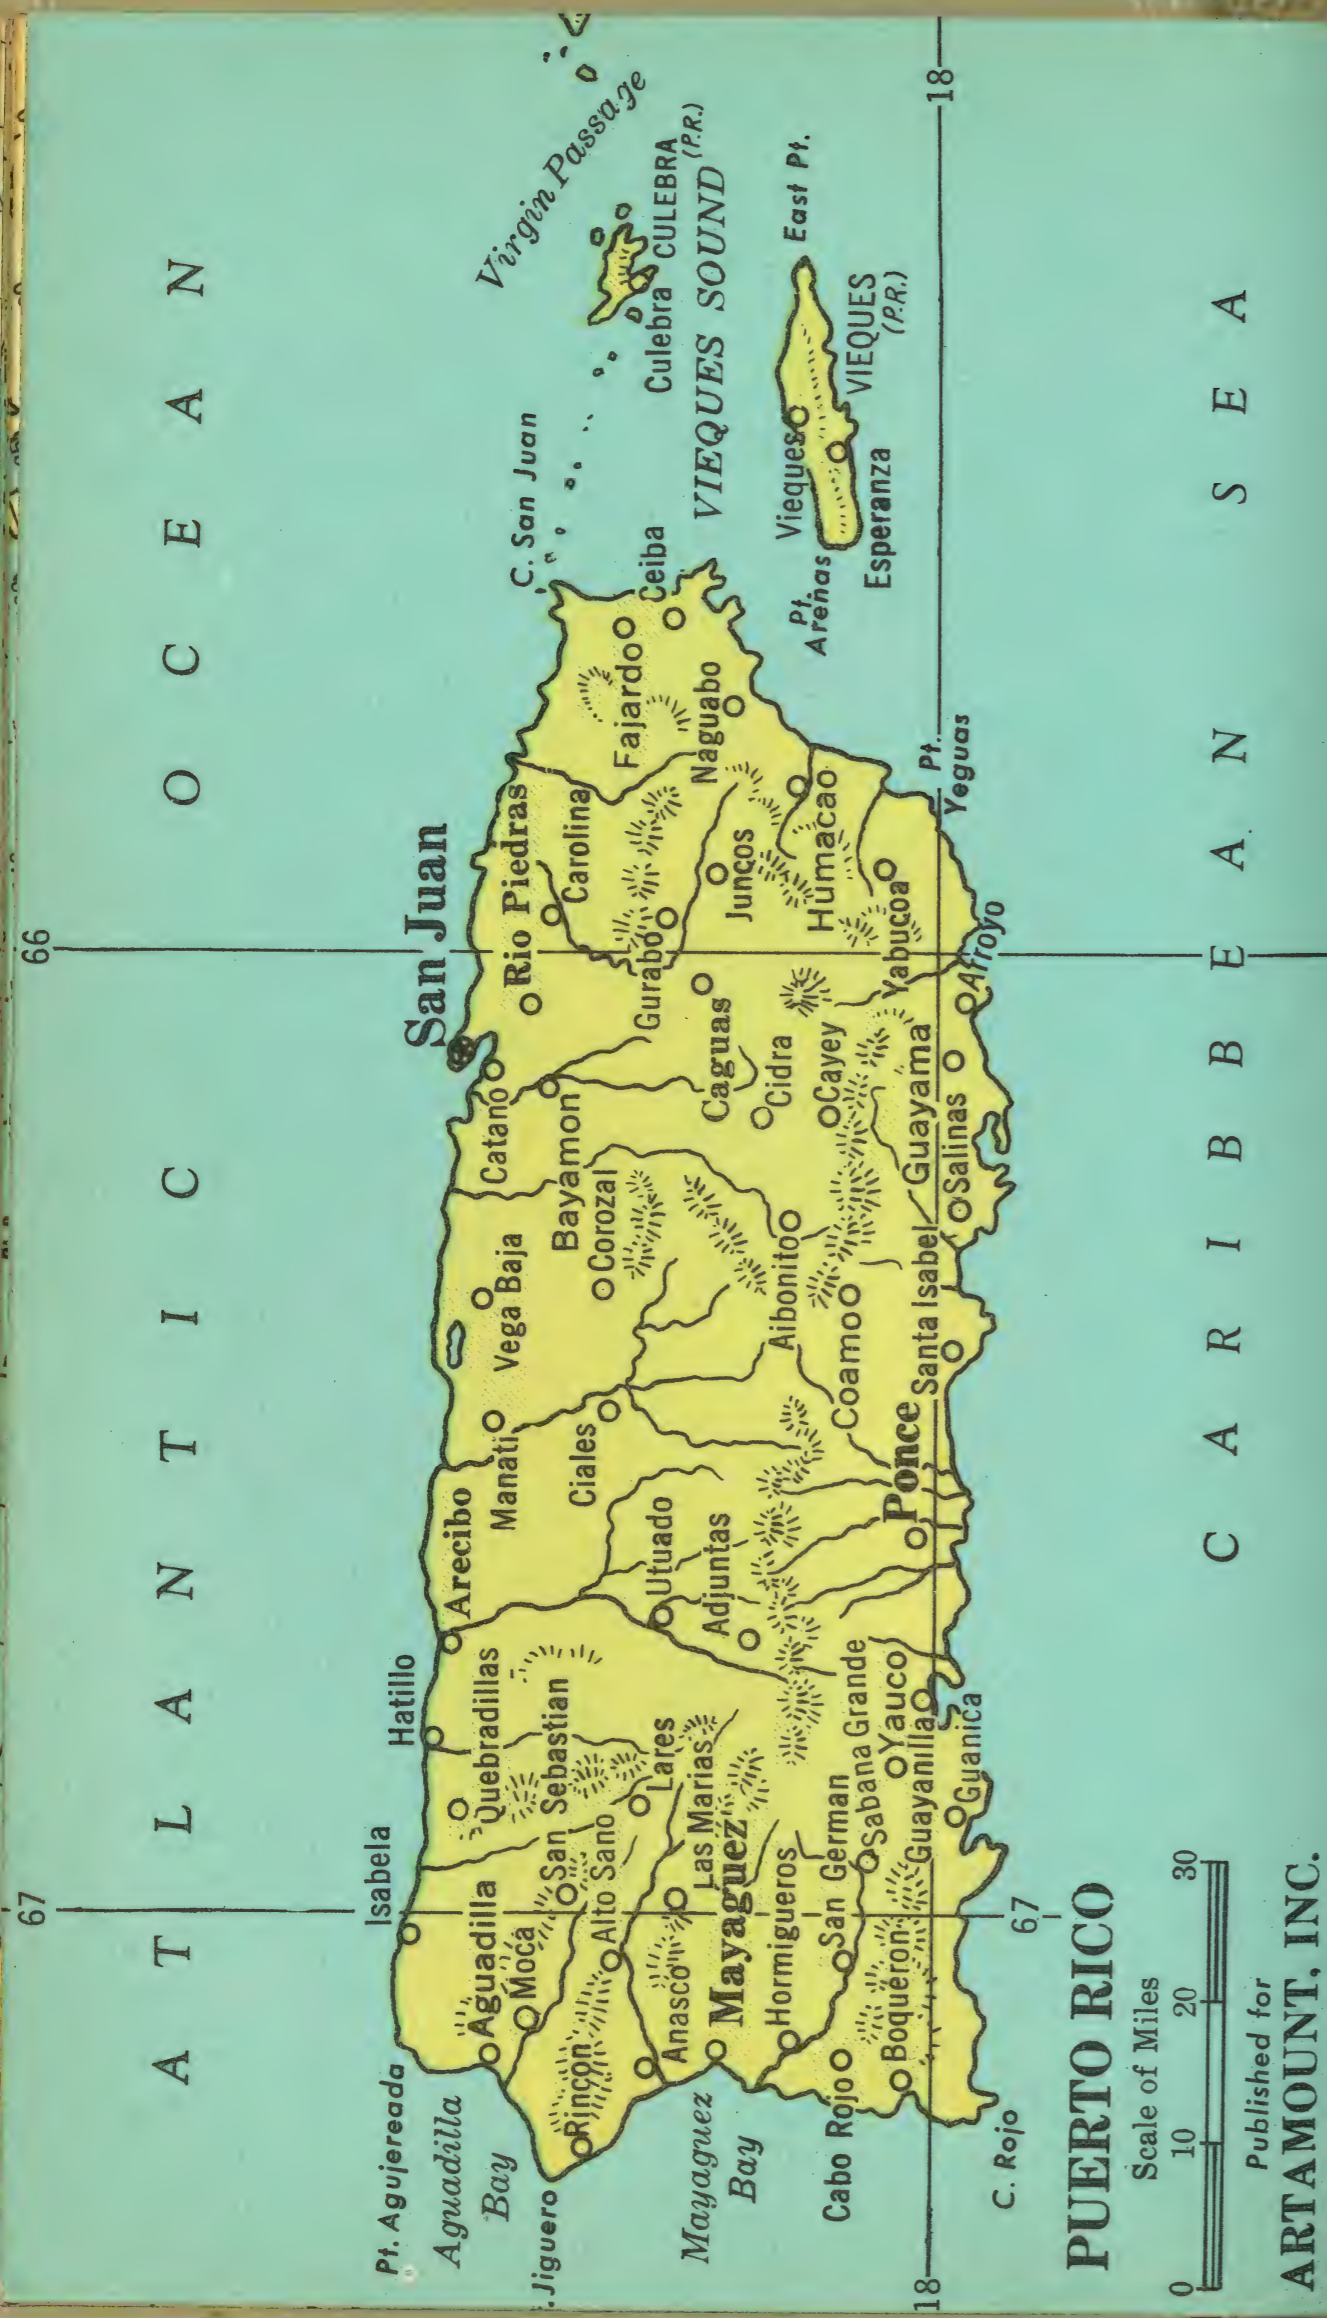 67
66
ATLANTIC OCEAN
Isabela
Hatillo
San Juan
C. San Juan
Virgin Passage
Pt. Agujereada
Aguadilla
Bay
. Jiguero
Aguadilla
Moca
Quebradillas
San Sebastian
Arecibo
Manati
Vega Baja
Catano
Bayamon
Rio Piedras
Carolina
Fajardo
Ceiba
Culebra
CULEBRA
(P.R.)
VIEQUES SOUND
Rincon
Alto Sano
Lares
Utuado
Ciales
Corozal
Gurabo
Naguabo
Mayaguez
Bay
Anasco
Las Marias
Mayaguez
Adjuntas
Aibonito
Caguas
Cidra
Juncos
Humacao
Vieques
East Pt.
VIEQUES
(P.R.)
Pt.
Areñas
Esperanza
Hormigueros
San German
Sabana Grande
Yauco
Coamo
Cayey
Yabucoa
Cabo Rojo
Boqueron
Guayanilla
Guanica
Ponce
Santa Isabel
Salinas
Guayama
Arroyo
Pt.
Yeguas
18
18
C. Rojo
67
CARIBBEAN SEA
PUERTO RICO
Scale of Miles
0 10 20 30
Published for
ARTAMOUNT, INC.